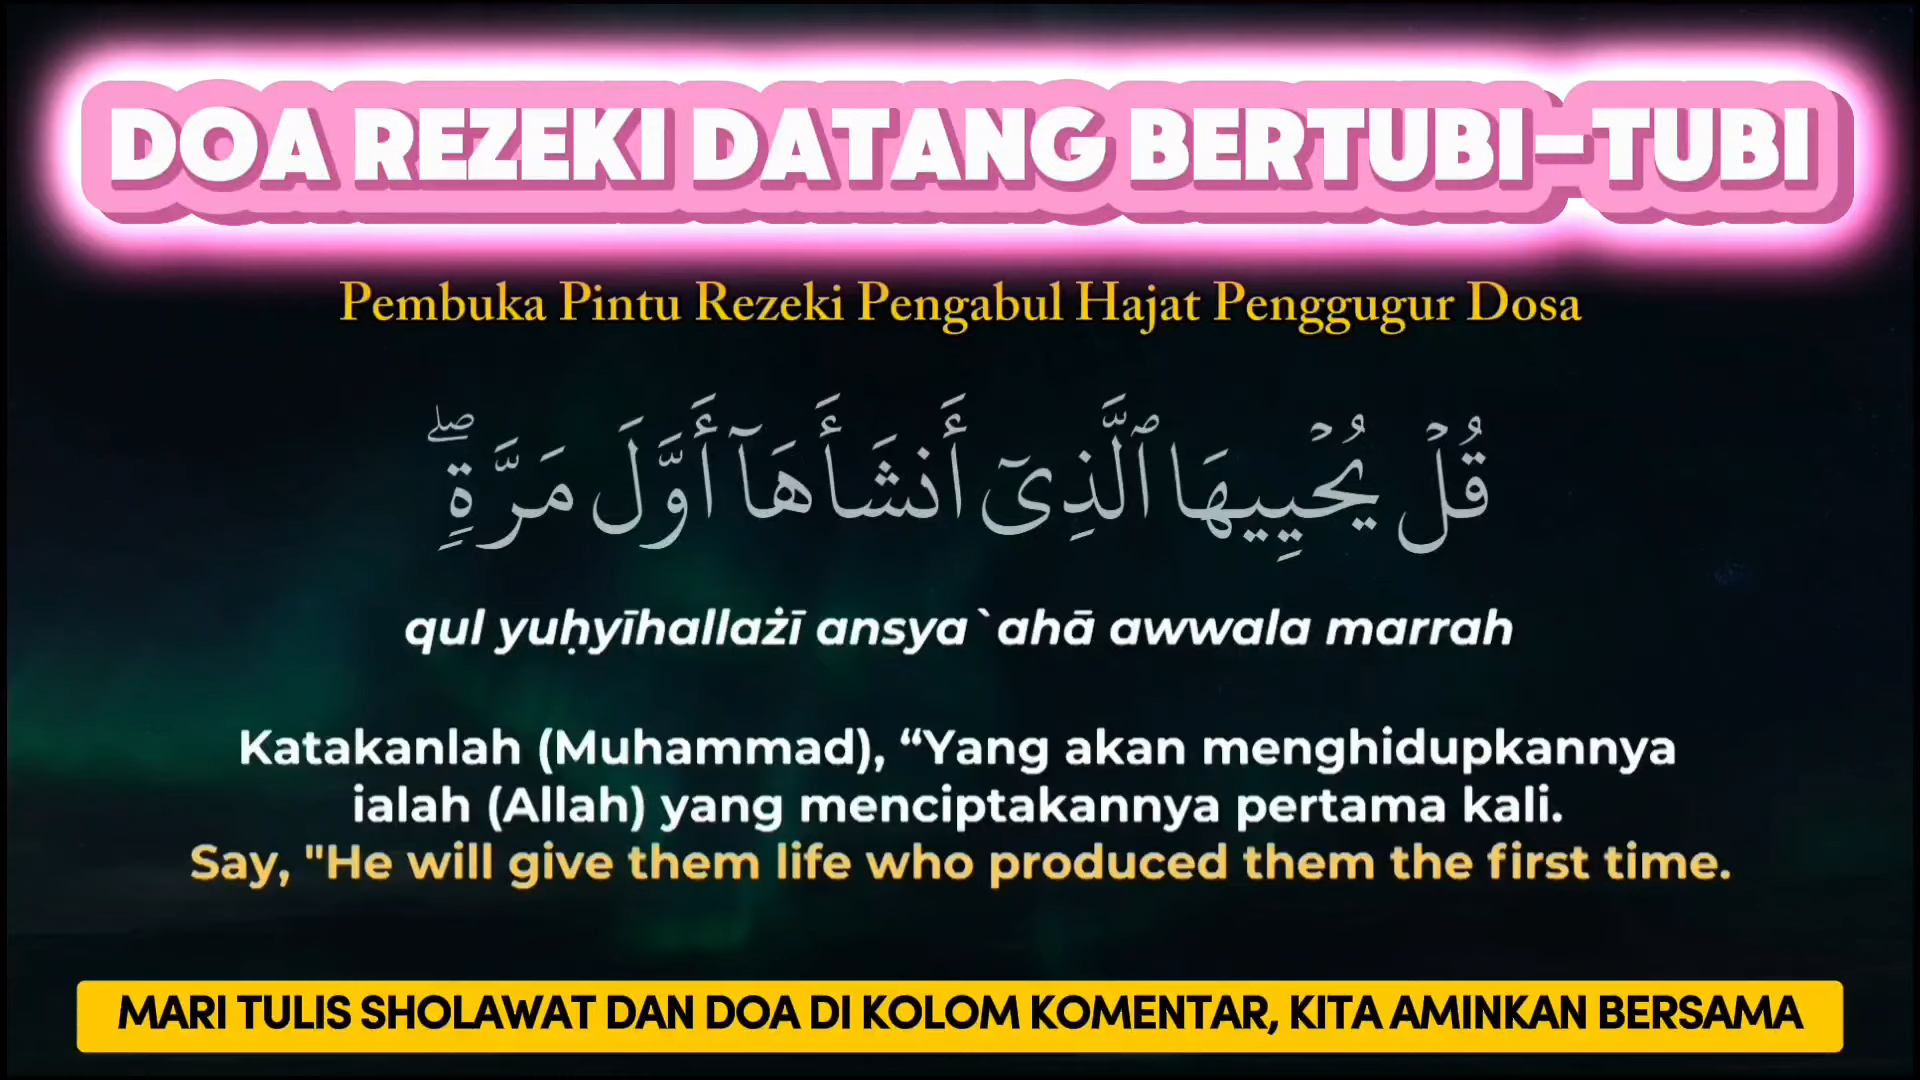 DOA REZEKI DATANG BERTUBI-TUBI
Pembuka Pintu Rezeki Pengabul Hajat Penggugur Dosa
قُلۡ يُحۡيِيهَا ٱلَّذِىٓ أَنشَأَهَآ أَوَّلَ مَرَّةٍۢ ۖ
qul yuḥyīhallażī ansya`ahā awwala marrah
Katakanlah (Muhammad), “Yang akan menghidupkannya
ialah (Allah) yang menciptakannya pertama kali.
Say, "He will give them life who produced them the first time.
MARI TULIS SHOLAWAT DAN DOA DI KOLOM KOMENTAR, KITA AMINKAN BERSAMA